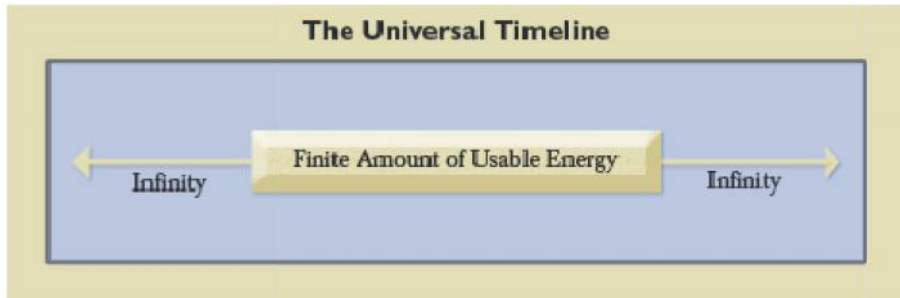 The Universal Timeline
Finite Amount of Usable Energy
Infinity
Infinity